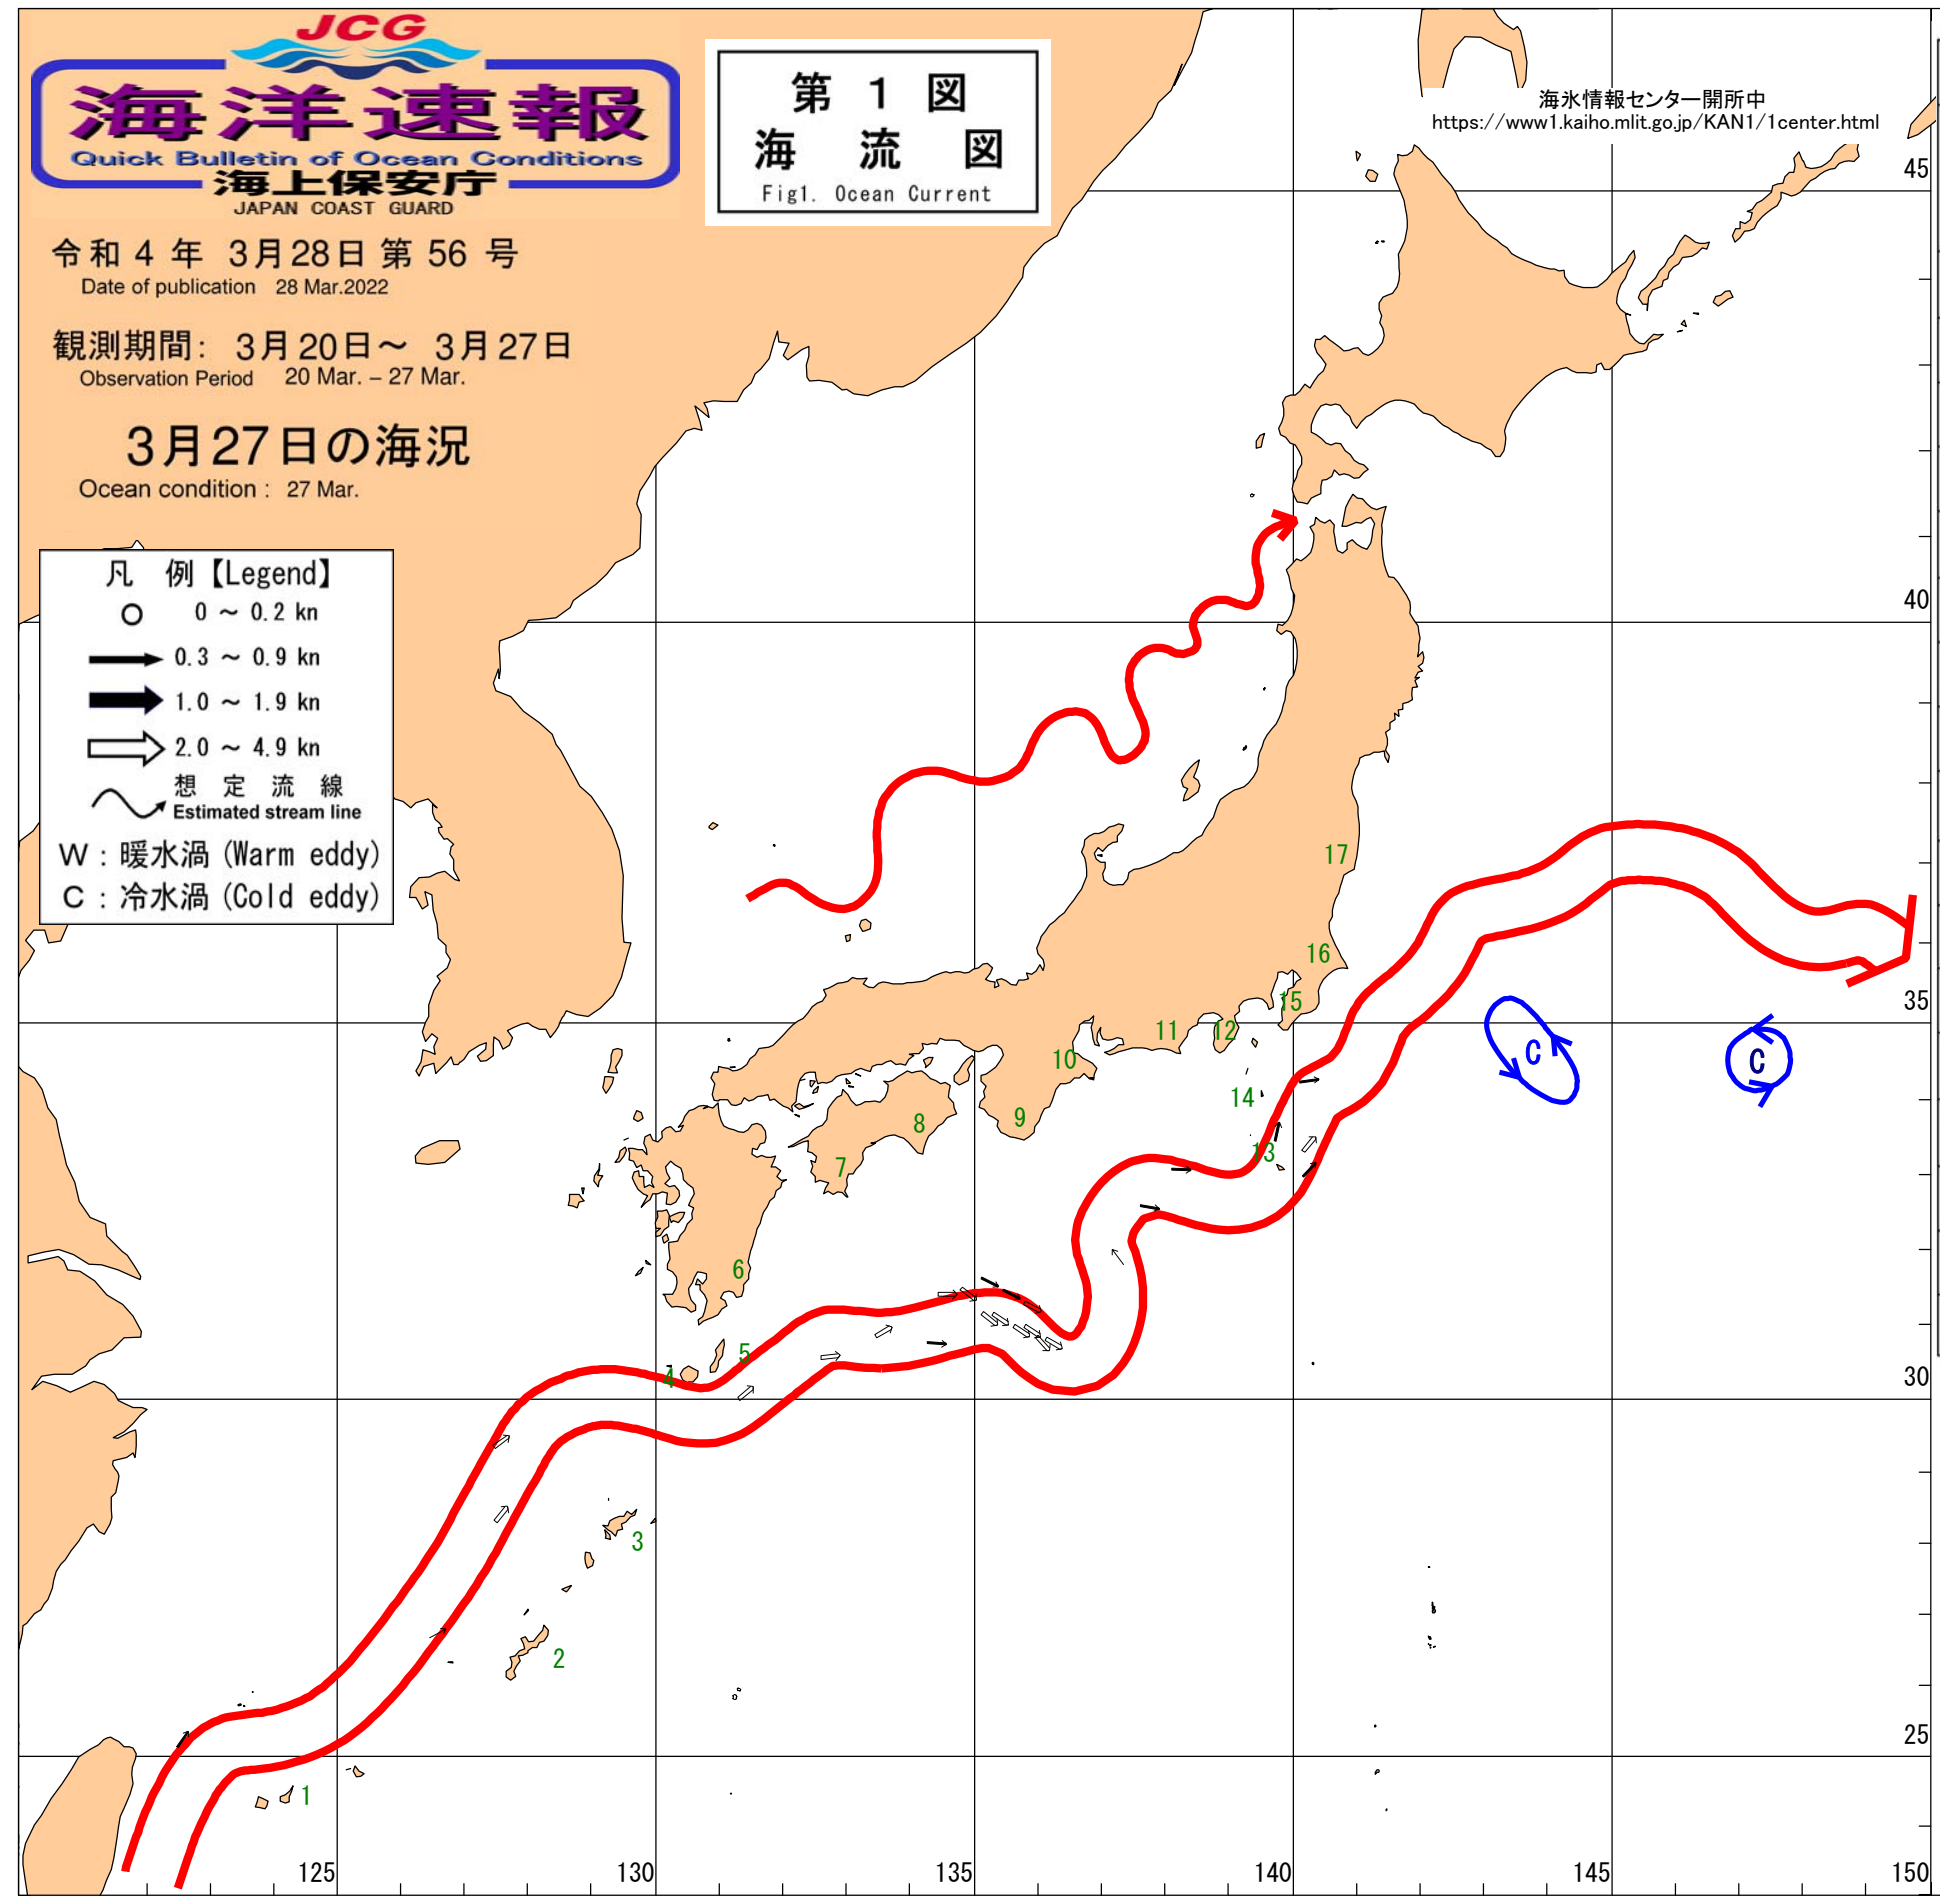 JCG
海洋速報
Quick Bulletin of Ocean Conditions
海上保安庁
JAPAN COAST GUARD
第 1 図
海 流 図
Fig1. Ocean Current
海氷情報センター開所中
https://www1.kaiho.mlit.go.jp/KAN1/1center.html
令和 4 年 3月28日 第 56 号
Date of publication 28 Mar.2022
観測期間: 3月20日～ 3月27日
Observation Period 20 Mar. – 27 Mar.
3月27日の海況
Ocean condition : 27 Mar.
凡 例【Legend】
0 ～ 0.2 kn
0.3 ～ 0.9 kn
1.0 ～ 1.9 kn
2.0 ～ 4.9 kn
想 定 流 線
Estimated stream line
W : 暖水渦 (Warm eddy)
C : 冷水渦 (Cold eddy)
45
40
17
16
35
15
12
11
10
C
C
14
9
8
13
7
6
5
4
30
3
2
25
1
125
130
135
140
145
150